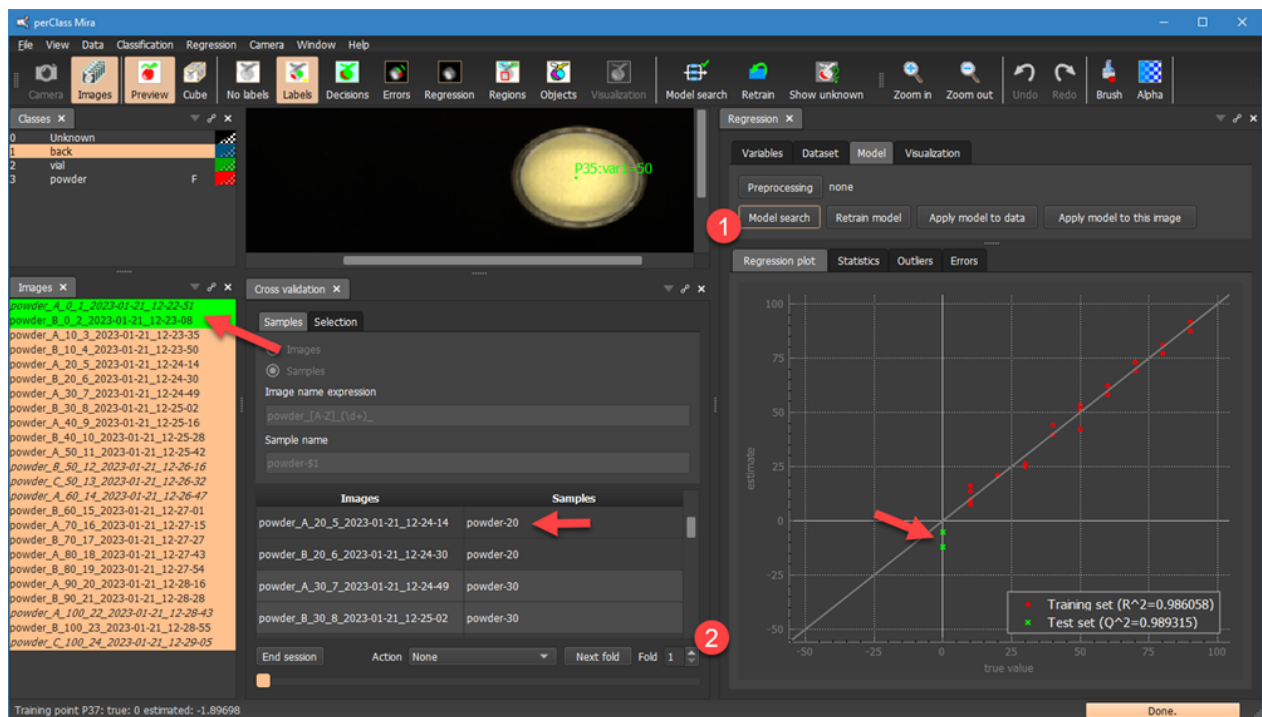 perClass Mira
File View Data Classification Regression Camera Window Help
Camera Images Preview Cube No labels Labels Decisions Errors Regression Regions Objects Visualization Model search Retrain Show unknown Zoom in Zoom out Undo Redo Brush Alpha
Classes
0 Unknown
1 back
2 vial
3 powder F
P35:var1=50
Images
powder_A_0_1_2023-01-21_12-22-51
powder_B_0_2_2023-01-21_12-23-08
powder_A_10_3_2023-01-21_12-23-35
powder_B_10_4_2023-01-21_12-23-50
powder_A_20_5_2023-01-21_12-24-14
powder_B_20_6_2023-01-21_12-24-30
powder_A_30_7_2023-01-21_12-24-49
powder_B_30_8_2023-01-21_12-25-02
powder_A_40_9_2023-01-21_12-25-16
powder_B_40_10_2023-01-21_12-25-28
powder_A_50_11_2023-01-21_12-25-42
powder_B_50_12_2023-01-21_12-26-16
powder_C_50_13_2023-01-21_12-26-32
powder_A_60_14_2023-01-21_12-26-47
powder_B_60_15_2023-01-21_12-27-01
powder_A_70_16_2023-01-21_12-27-15
powder_B_70_17_2023-01-21_12-27-27
powder_A_80_18_2023-01-21_12-27-43
powder_B_80_19_2023-01-21_12-27-54
powder_A_90_20_2023-01-21_12-28-16
powder_B_90_21_2023-01-21_12-28-28
powder_A_100_22_2023-01-21_12-28-43
powder_B_100_23_2023-01-21_12-28-55
powder_C_100_24_2023-01-21_12-29-05
Cross validation
Samples Selection
Images
Samples
Image name expression
powder_[A-Z]_(\d+)_
Sample name
powder-$1
Images Samples
powder_A_20_5_2023-01-21_12-24-14 powder-20
powder_B_20_6_2023-01-21_12-24-30 powder-20
powder_A_30_7_2023-01-21_12-24-49 powder-30
powder_B_30_8_2023-01-21_12-25-02 powder-30
End session Action None Next fold Fold 1
2
Regression
Variables Dataset Model Visualization
Preprocessing none
1
Model search Retrain model Apply model to data Apply model to this image
Regression plot Statistics Outliers Errors
100
75
50
25
0
-25
-50
estimate
Training set (R^2=0.986058)
Test set (Q^2=0.989315)
-50 -25 0 25 50 75 100
true value
Training point P37: true: 0 estimated: -1.89698
Done.